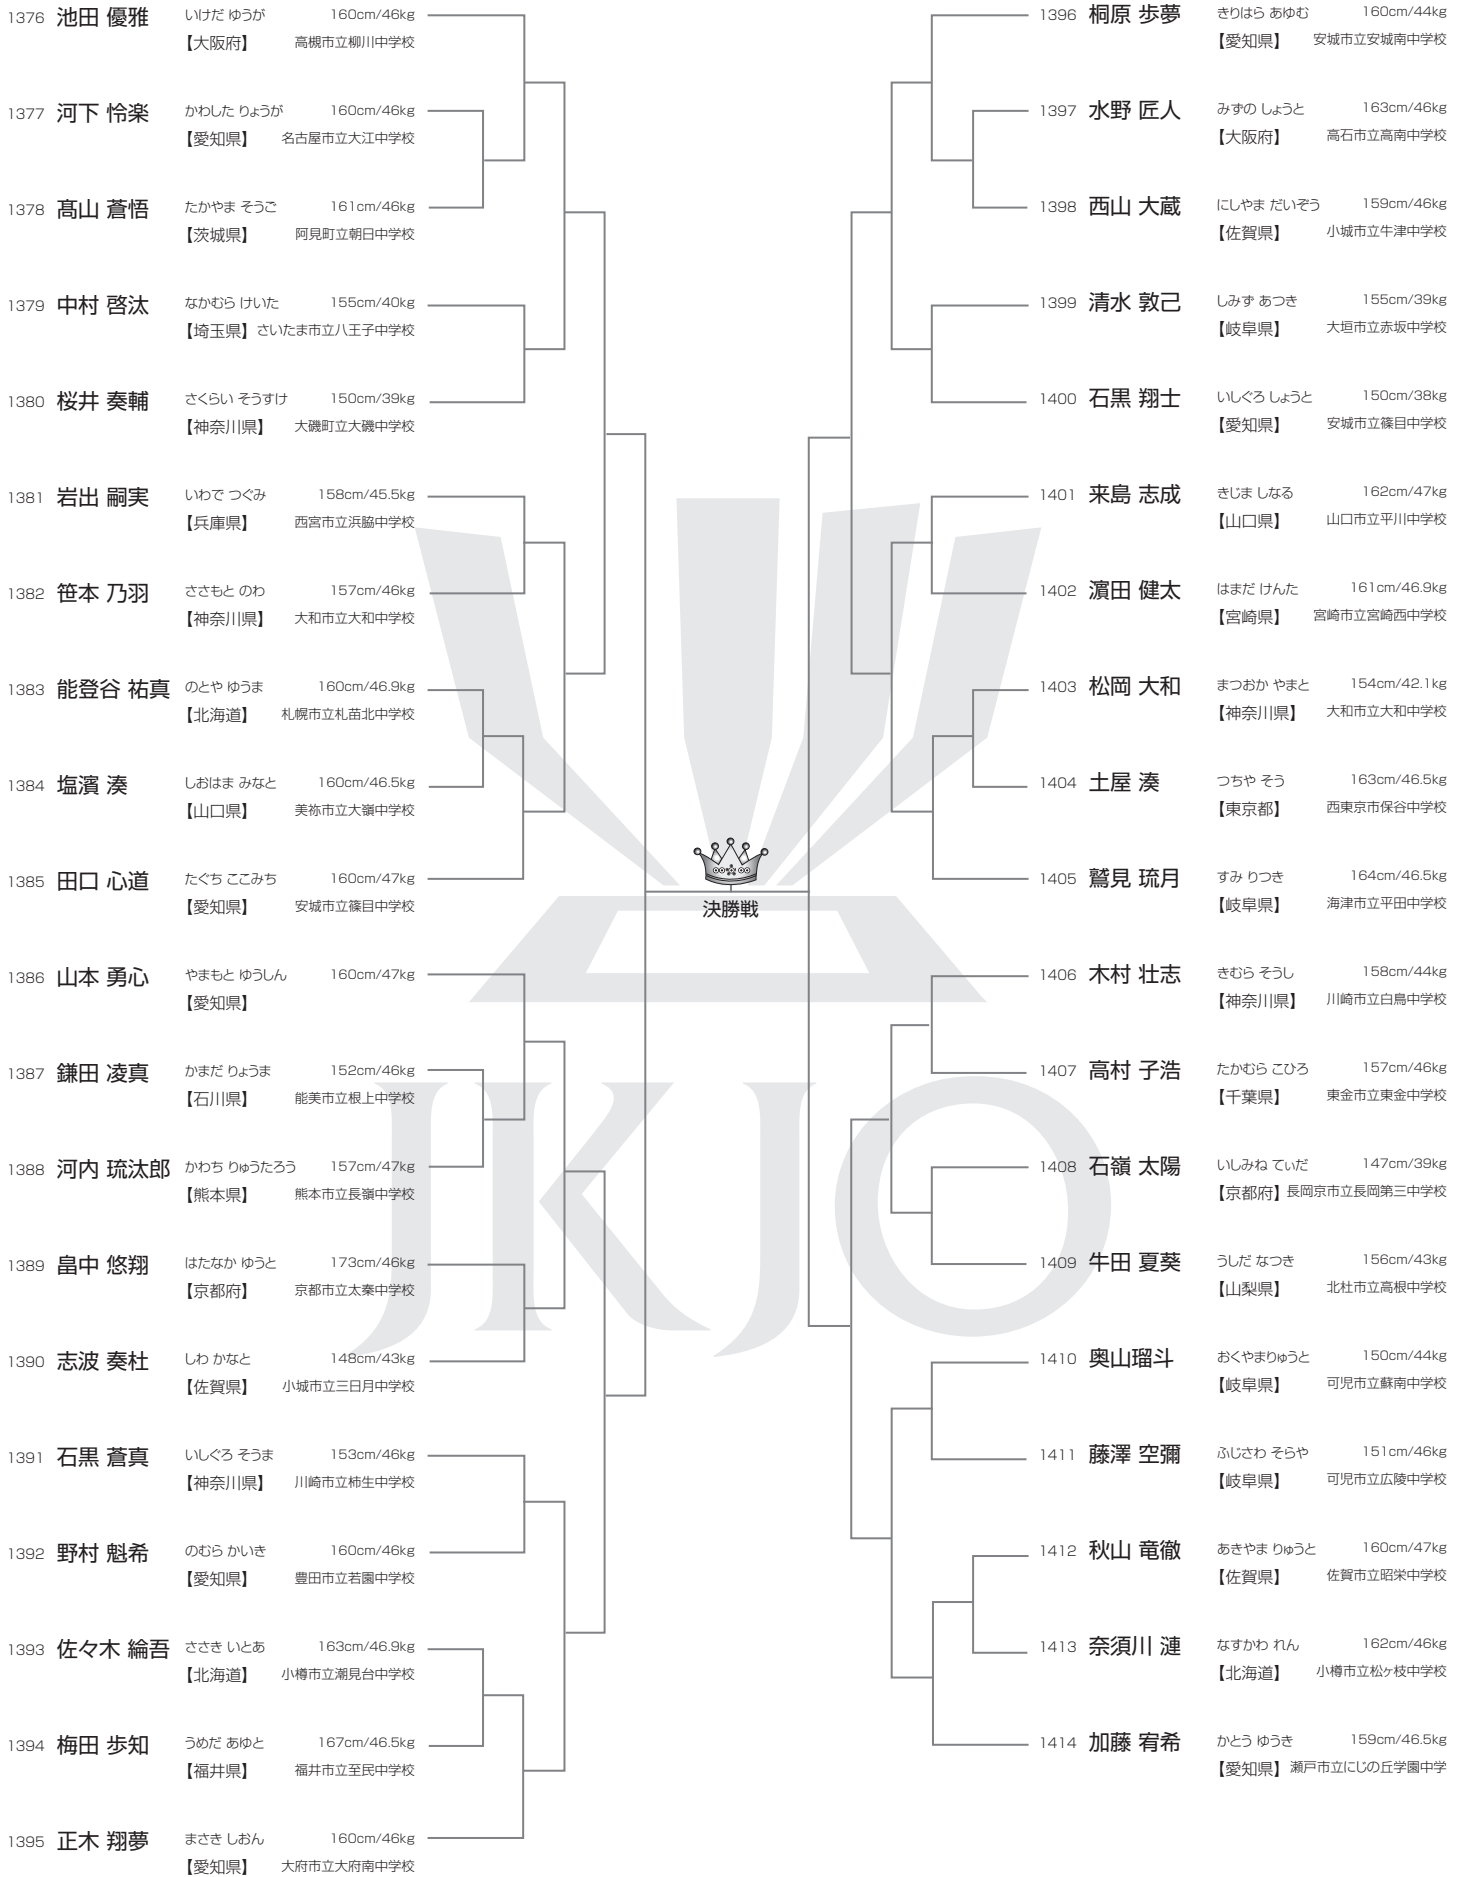 1376 池田 優雅 いけだ ゆうが 160cm/46kg
【大阪府】 高槻市立柳川中学校
1377 河下 怜楽 かわした りょうが 160cm/46kg
【愛知県】 名古屋市立大江中学校
1378 髙山 蒼悟 たかやま そうご 161cm/46kg
【茨城県】 阿見町立朝日中学校
1379 中村 啓汰 なかむら けいた 155cm/40kg
【埼玉県】 さいたま市立八王子中学校
1380 桜井 奏輔 さくらい そうすけ 150cm/39kg
【神奈川県】 大磯町立大磯中学校
1381 岩出 嗣実 いわで つぐみ 158cm/45.5kg
【兵庫県】 西宮市立浜脇中学校
1382 笹本 乃羽 ささもと のわ 157cm/46kg
【神奈川県】 大和市立大和中学校
1383 能登谷 祐真 のとや ゆうま 160cm/46.9kg
【北海道】 札幌市立札苗北中学校
1384 塩濱 湊 しおはま みなと 160cm/46.5kg
【山口県】 美祢市立大嶺中学校
1385 田口 心道 たぐち ここみち 160cm/47kg
【愛知県】 安城市立篠目中学校
1386 山本 勇心 やまもと ゆうしん 160cm/47kg
【愛知県】
1387 鎌田 凌真 かまだ りょうま 152cm/46kg
【石川県】 能美市立根上中学校
1388 河内 琉汰郎 かわち りゅうたろう 157cm/47kg
【熊本県】 熊本市立長嶺中学校
1389 畠中 悠翔 はたなか ゆうと 173cm/46kg
【京都府】 京都市立太秦中学校
1390 志波 奏杜 しわ かなと 148cm/43kg
【佐賀県】 小城市立三日月中学校
1391 石黒 蒼真 いしぐろ そうま 153cm/46kg
【神奈川県】 川崎市立柿生中学校
1392 野村 魁希 のむら かいき 160cm/46kg
【愛知県】 豊田市立若園中学校
1393 佐々木 綸吾 ささき いとあ 163cm/46.9kg
【北海道】 小樽市立潮見台中学校
1394 梅田 歩知 うめだ あゆと 167cm/46.5kg
【福井県】 福井市立至民中学校
1395 正木 翔夢 まさき しおん 160cm/46kg
【愛知県】 大府市立大府南中学校
決勝戦
JKJO
1396 桐原 歩夢 きりはら あゆむ 160cm/44kg
【愛知県】 安城市立安城南中学校
1397 水野 匠人 みずの しょうと 163cm/46kg
【大阪府】 高石市立高南中学校
1398 西山 大蔵 にしやま だいぞう 159cm/46kg
【佐賀県】 小城市立牛津中学校
1399 清水 敦己 しみず あつき 155cm/39kg
【岐阜県】 大垣市立赤坂中学校
1400 石黒 翔士 いしぐろ しょうと 150cm/38kg
【愛知県】 安城市立篠目中学校
1401 来島 志成 きじま しなる 162cm/47kg
【山口県】 山口市立平川中学校
1402 濵田 健太 はまだ けんた 161cm/46.9kg
【宮崎県】 宮崎市立宮崎西中学校
1403 松岡 大和 まつおか やまと 154cm/42.1kg
【神奈川県】 大和市立大和中学校
1404 土屋 湊 つちや そう 163cm/46.5kg
【東京都】 西東京市保谷中学校
1405 鷲見 琉月 すみ りつき 164cm/46.5kg
【岐阜県】 海津市立平田中学校
1406 木村 壮志 きむら そうし 158cm/44kg
【神奈川県】 川崎市立白鳥中学校
1407 高村 子浩 たかむら こひろ 157cm/46kg
【千葉県】 東金市立東金中学校
1408 石嶺 太陽 いしみね てぃだ 147cm/39kg
【京都府】 長岡京市立長岡第三中学校
1409 牛田 夏葵 うしだ なつき 156cm/43kg
【山梨県】 北杜市立高根中学校
1410 奥山瑠斗 おくやまりゅうと 150cm/44kg
【岐阜県】 可児市立蘇南中学校
1411 藤澤 空彌 ふじさわ そらや 151cm/46kg
【岐阜県】 可児市立広陵中学校
1412 秋山 竜徹 あきやま りゅうと 160cm/47kg
【佐賀県】 佐賀市立昭栄中学校
1413 奈須川 漣 なすかわ れん 162cm/46kg
【北海道】 小樽市立松ヶ枝中学校
1414 加藤 宥希 かとう ゆうき 159cm/46.5kg
【愛知県】 瀬戸市立にじの丘学園中学